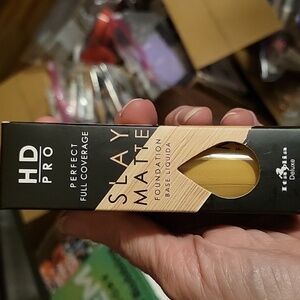 HD
PRO
PERFECT
FULL COVERAGE
SLAY
MATTE
FOUNDATION
BASE LIQUIDA
Italia
Deluxe